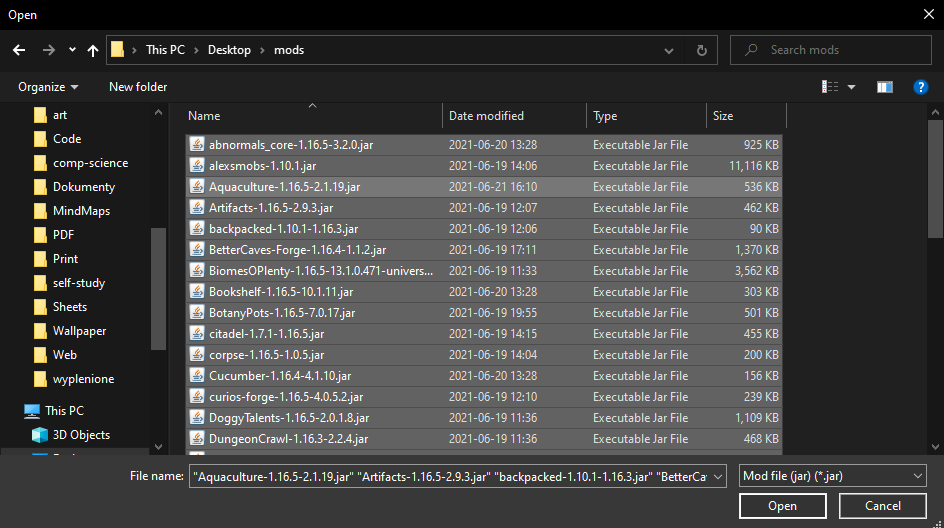 Open
This PC > Desktop > mods
Search mods
Organize
New folder
art
Code
comp-science
Dokumenty
MindMaps
PDF
Print
self-study
Sheets
Wallpaper
Web
wyplenione
This PC
3D Objects
Name Date modified Type Size
abnormals_core-1.16.5-3.2.0.jar 2021-06-20 13:28 Executable Jar File 925 KB
alexsmobs-1.10.1.jar 2021-06-19 14:06 Executable Jar File 11,116 KB
Aquaculture-1.16.5-2.1.19.jar 2021-06-21 16:10 Executable Jar File 536 KB
Artifacts-1.16.5-2.9.3.jar 2021-06-19 12:07 Executable Jar File 462 KB
backpacked-1.10.1-1.16.3.jar 2021-06-19 12:06 Executable Jar File 90 KB
BetterCaves-Forge-1.16.4-1.1.2.jar 2021-06-19 17:11 Executable Jar File 1,370 KB
BiomesOPlenty-1.16.5-13.1.0.471-univers... 2021-06-19 11:33 Executable Jar File 3,562 KB
Bookshelf-1.16.5-10.1.11.jar 2021-06-20 13:28 Executable Jar File 303 KB
BotanyPots-1.16.5-7.0.17.jar 2021-06-19 19:55 Executable Jar File 501 KB
citadel-1.7.1-1.16.5.jar 2021-06-19 14:15 Executable Jar File 455 KB
corpse-1.16.5-1.0.5.jar 2021-06-19 14:04 Executable Jar File 200 KB
Cucumber-1.16.4-4.1.10.jar 2021-06-20 13:28 Executable Jar File 156 KB
curios-forge-1.16.5-4.0.5.2.jar 2021-06-19 12:10 Executable Jar File 239 KB
DoggyTalents-1.16.5-2.0.1.8.jar 2021-06-19 11:36 Executable Jar File 1,109 KB
DungeonCrawl-1.16.3-2.2.4.jar 2021-06-19 11:36 Executable Jar File 468 KB
File name: "Aquaculture-1.16.5-2.1.19.jar" "Artifacts-1.16.5-2.9.3.jar" "backpacked-1.10.1-1.16.3.jar" "BetterCav
Mod file (jar) (*.jar)
Open
Cancel